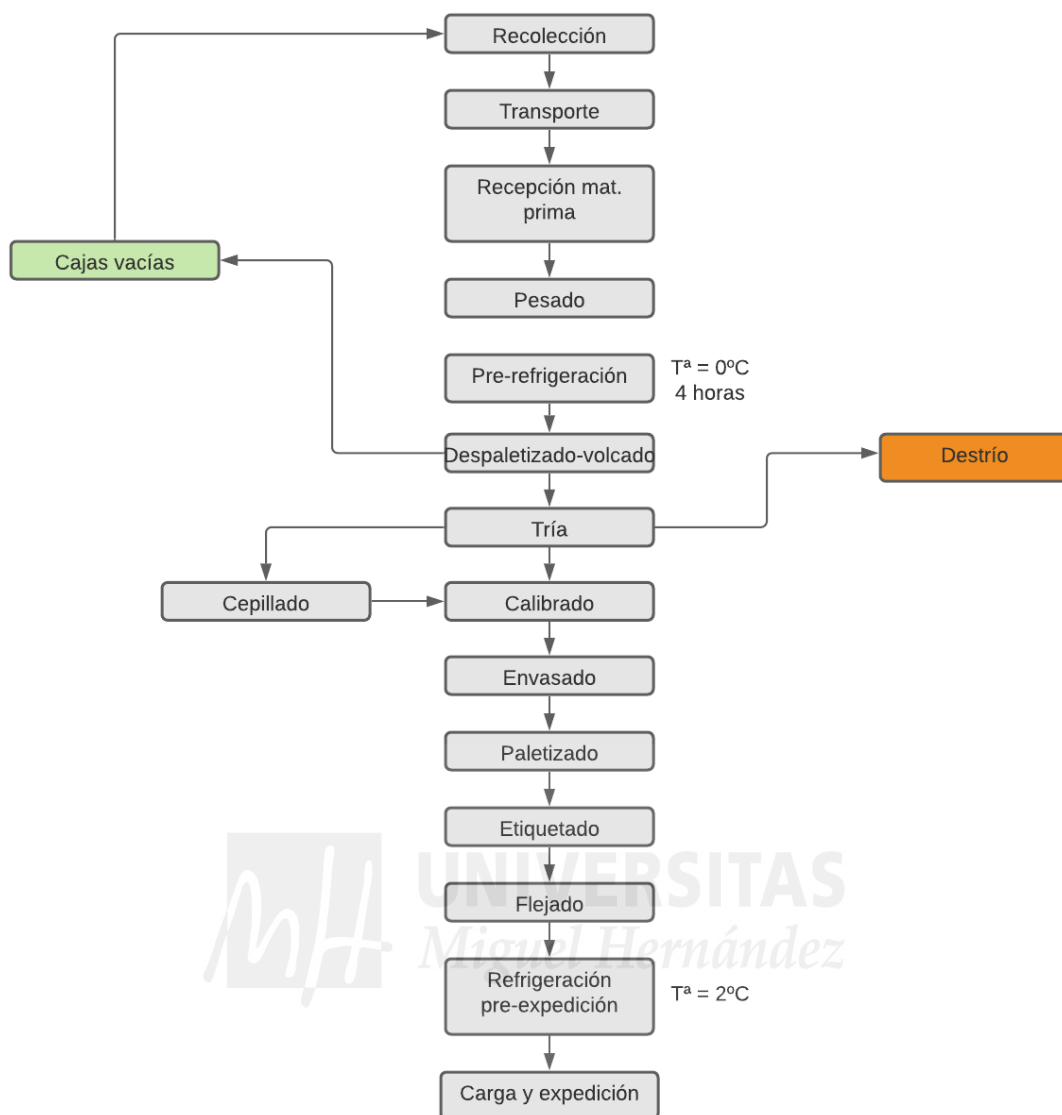 Recolección
Transporte
Recepción mat.
prima
Cajas vacías
Pesado
Pre-refrigeración
Tª = 0ºC
4 horas
Despaletizado-volcado
Destrío
Tría
Cepillado
Calibrado
Envasado
Paletizado
Etiquetado
UNIVERSITAS
Flejado
Miguel Hernández
Refrigeración
pre-expedición
Tª = 2ºC
Carga y expedición